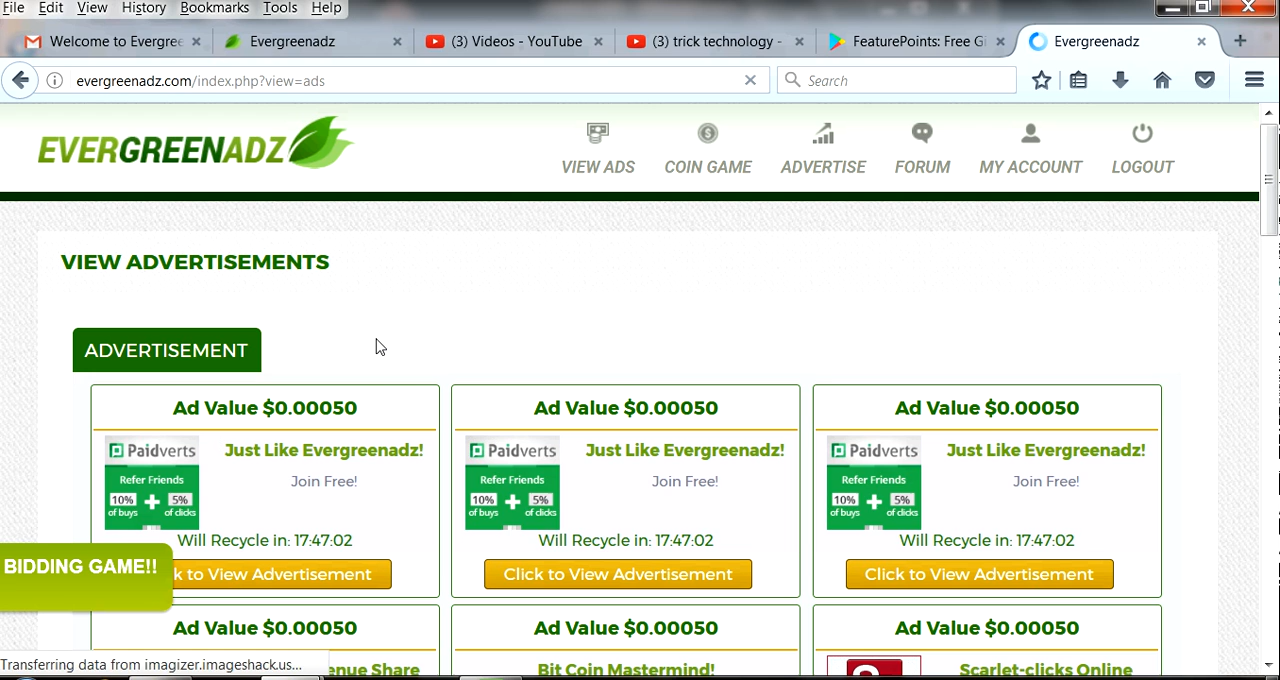 File Edit View History Bookmarks Tools Help
Welcome to Evergree Evergreenadz (3) Videos - YouTube (3) trick technology - FeaturePoints: Free Gi Evergreenadz
evergreenadz.com/index.php?view=ads Search
EVERGREENADZ
VIEW ADS COIN GAME ADVERTISE FORUM MY ACCOUNT LOGOUT
VIEW ADVERTISEMENTS
ADVERTISEMENT
Ad Value $0.00050 Ad Value $0.00050 Ad Value $0.00050
Paidverts Just Like Evergreenadz! Paidverts Just Like Evergreenadz! Paidverts Just Like Evergreenadz!
Refer Friends Join Free! Refer Friends Join Free! Refer Friends Join Free!
10% + 5% 10% + 5% 10% + 5%
of buys of clicks of buys of clicks of buys of clicks
Will Recycle in: 17:47:02 Will Recycle in: 17:47:02 Will Recycle in: 17:47:02
BIDDING GAME!!
k to View Advertisement Click to View Advertisement Click to View Advertisement
Ad Value $0.00050 Ad Value $0.00050 Ad Value $0.00050
enue Share Bit Coin Mastermind! Scarlet-clicks Online
Transferring data from imagizer.imageshack.us...